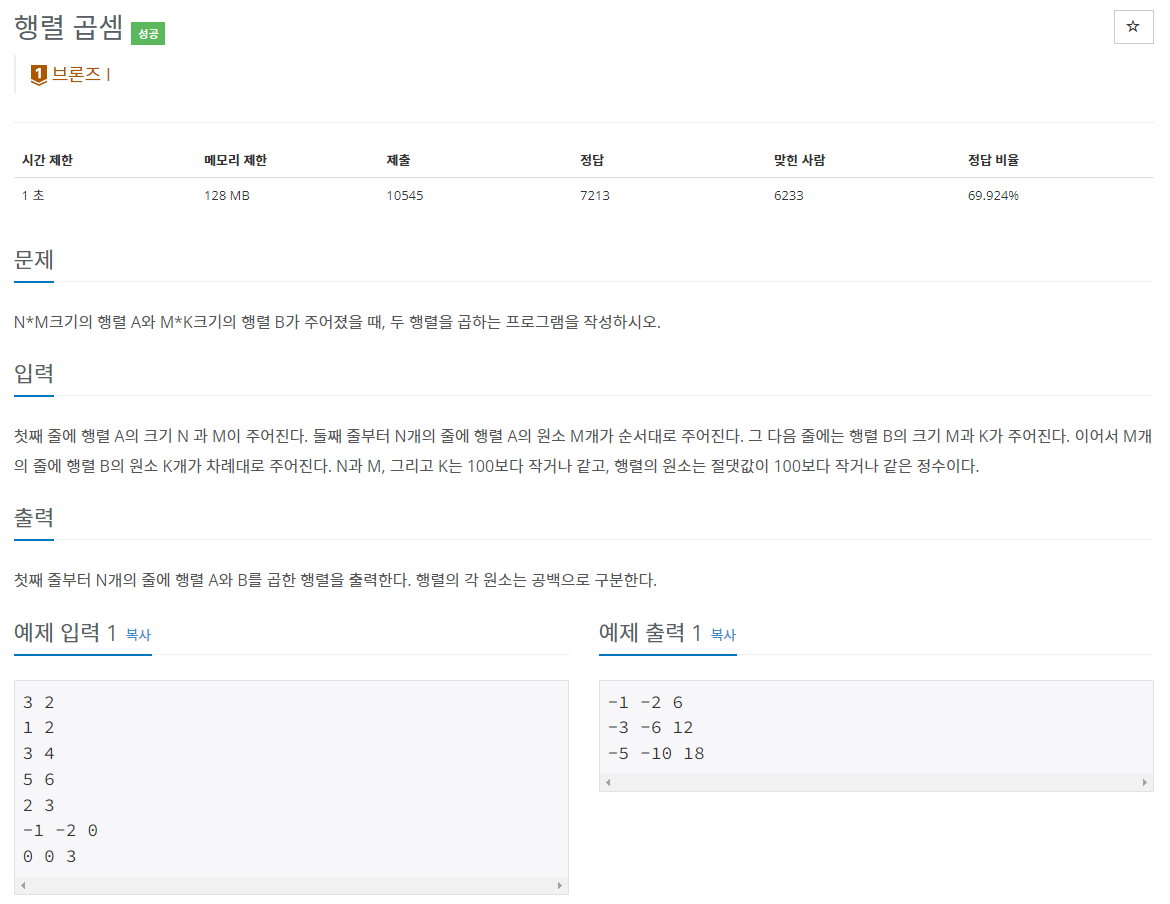 행렬 곱셈 성공
☆
1 브론즈 I
시간 제한 메모리 제한 제출 정답 맞힌 사람 정답 비율
1 초 128 MB 10545 7213 6233 69.924%
문제
N*M크기의 행렬 A와 M*K크기의 행렬 B가 주어졌을 때, 두 행렬을 곱하는 프로그램을 작성하시오.
입력
첫째 줄에 행렬 A의 크기 N 과 M이 주어진다. 둘째 줄부터 N개의 줄에 행렬 A의 원소 M개가 순서대로 주어진다. 그 다음 줄에는 행렬 B의 크기 M과 K가 주어진다. 이어서 M개
의 줄에 행렬 B의 원소 K개가 차례대로 주어진다. N과 M, 그리고 K는 100보다 작거나 같고, 행렬의 원소는 절댓값이 100보다 작거나 같은 정수이다.
출력
첫째 줄부터 N개의 줄에 행렬 A와 B를 곱한 행렬을 출력한다. 행렬의 각 원소는 공백으로 구분한다.
예제 입력 1 복사
3 2
1 2
3 4
5 6
2 3
-1 -2 0
0 0 3
예제 출력 1 복사
-1 -2 6
-3 -6 12
-5 -10 18